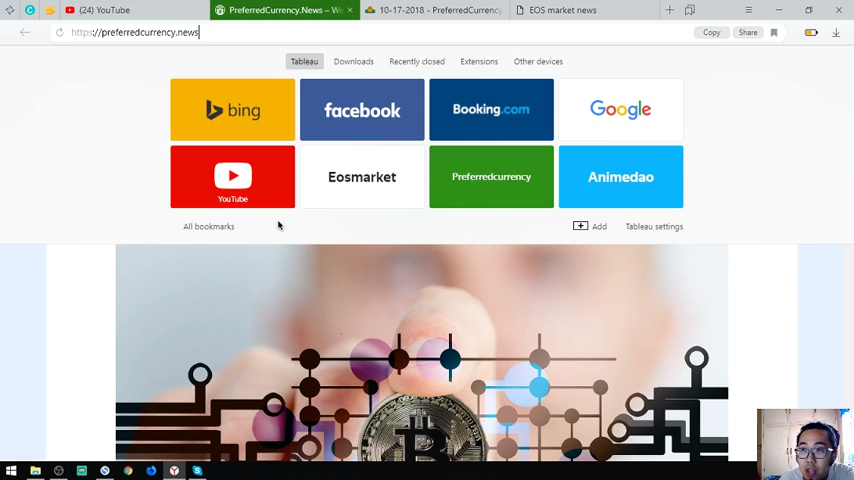 (24) YouTube
PreferredCurrency.News – We
10-17-2018 - PreferredCurrency
EOS market news
https://preferredcurrency.news
Copy
Share
Tableau
Downloads
Recently closed
Extensions
Other devices
bing
facebook
Booking.com
Google
YouTube
Eosmarket
Preferredcurrency
Animedao
All bookmarks
Add
Tableau settings